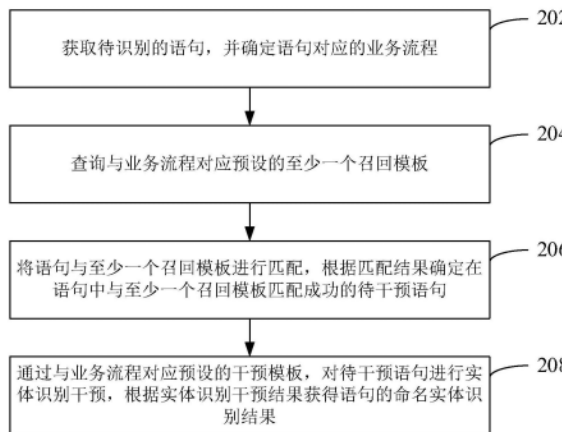 202
获取待识别的语句，并确定语句对应的业务流程
204
查询与业务流程对应预设的至少一个召回模板
206
将语句与至少一个召回模板进行匹配，根据匹配结果确定在
语句中与至少一个召回模板匹配成功的待干预语句
208
通过与业务流程对应预设的干预模板，对待干预语句进行实
体识别干预，根据实体识别干预结果获得语句的命名实体识
别结果